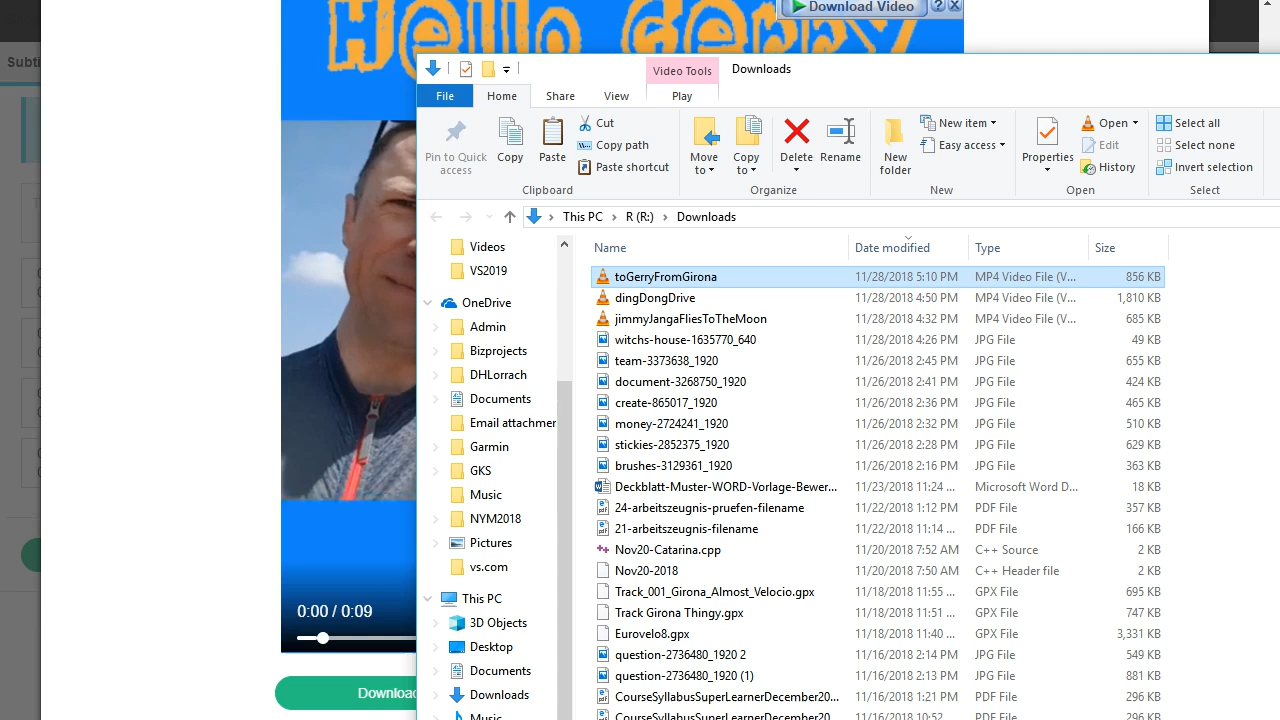 Hello Gerry
Download Video
?
Subti
Video Tools
Downloads
File
Home
Share
View
Play
Pin to Quick access
Copy
Paste
Cut
Copy path
Paste shortcut
Clipboard
Move to
Copy to
Delete
Rename
Organize
New folder
New item
Easy access
New
Properties
Open
Edit
History
Open
Select all
Select none
Invert selection
Select
This PC > R (R:) > Downloads
Name
Date modified
Type
Size
Videos
VS2019
OneDrive
Admin
Bizprojects
DHLorrach
Documents
Email attachmer
Garmin
GKS
Music
NYM2018
Pictures
vs.com
This PC
3D Objects
Desktop
Documents
Downloads
Music
toGerryFromGirona 11/28/2018 5:10 PM MP4 Video File (V... 856 KB
dingDongDrive 11/28/2018 4:50 PM MP4 Video File (V... 1,810 KB
jimmyJangaFliesToTheMoon 11/28/2018 4:32 PM MP4 Video File (V... 685 KB
witchs-house-1635770_640 11/28/2018 4:26 PM JPG File 49 KB
team-3373638_1920 11/26/2018 2:45 PM JPG File 655 KB
document-3268750_1920 11/26/2018 2:41 PM JPG File 424 KB
create-865017_1920 11/26/2018 2:36 PM JPG File 465 KB
money-2724241_1920 11/26/2018 2:32 PM JPG File 510 KB
stickies-2852375_1920 11/26/2018 2:28 PM JPG File 629 KB
brushes-3129361_1920 11/26/2018 2:16 PM JPG File 363 KB
Deckblatt-Muster-WORD-Vorlage-Bewer... 11/23/2018 11:24 ... Microsoft Word D... 18 KB
24-arbeitszeugnis-pruefen-filename 11/22/2018 1:12 PM PDF File 357 KB
21-arbeitszeugnis-filename 11/22/2018 11:14 ... PDF File 166 KB
Nov20-Catarina.cpp 11/20/2018 7:52 AM C++ Source 2 KB
Nov20-2018 11/20/2018 7:50 AM C++ Header file 2 KB
Track_001_Girona_Almost_Velocio.gpx 11/18/2018 11:55 ... GPX File 695 KB
Track Girona Thingy.gpx 11/18/2018 11:51 ... GPX File 747 KB
Eurovelo8.gpx 11/18/2018 11:40 ... GPX File 3,331 KB
question-2736480_1920 2 11/16/2018 2:14 PM JPG File 549 KB
question-2736480_1920 (1) 11/16/2018 2:13 PM JPG File 881 KB
CourseSyllabusSuperLearnerDecember20... 11/16/2018 1:21 PM PDF File 296 KB
CourseSyllabusSuperLearnerDecember20 11/16/2018 10:52 PDF File 296 KB
0:00 / 0:09
Download